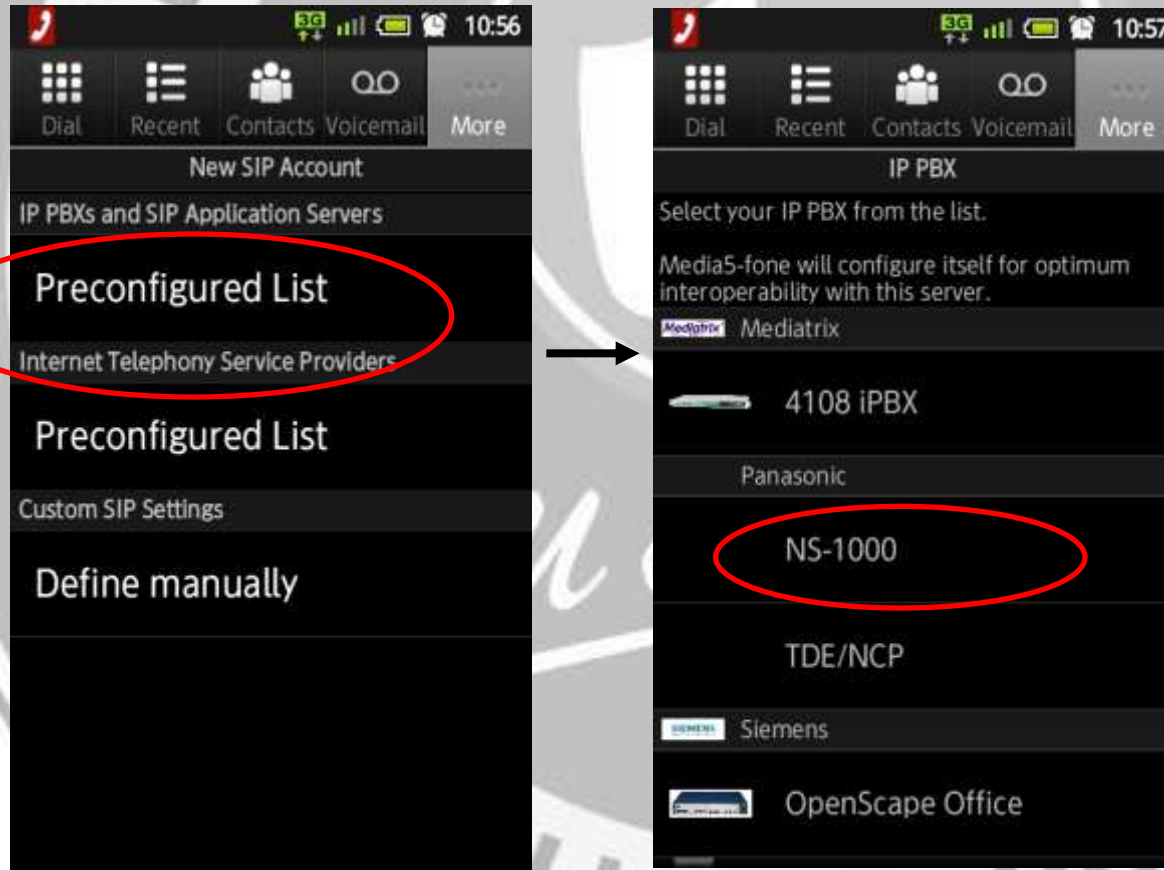 3G 10:56
Dial Recent Contacts Voicemail More
New SIP Account
IP PBXs and SIP Application Servers
Preconfigured List
Internet Telephony Service Providers
Preconfigured List
Custom SIP Settings
Define manually
3G 10:57
Dial Recent Contacts Voicemail More
IP PBX
Select your IP PBX from the list.
Media5-fone will configure itself for optimum
interoperability with this server.
Mediatrix Mediatrix
4108 iPBX
Panasonic
NS-1000
TDE/NCP
SIEMENS Siemens
OpenScape Office